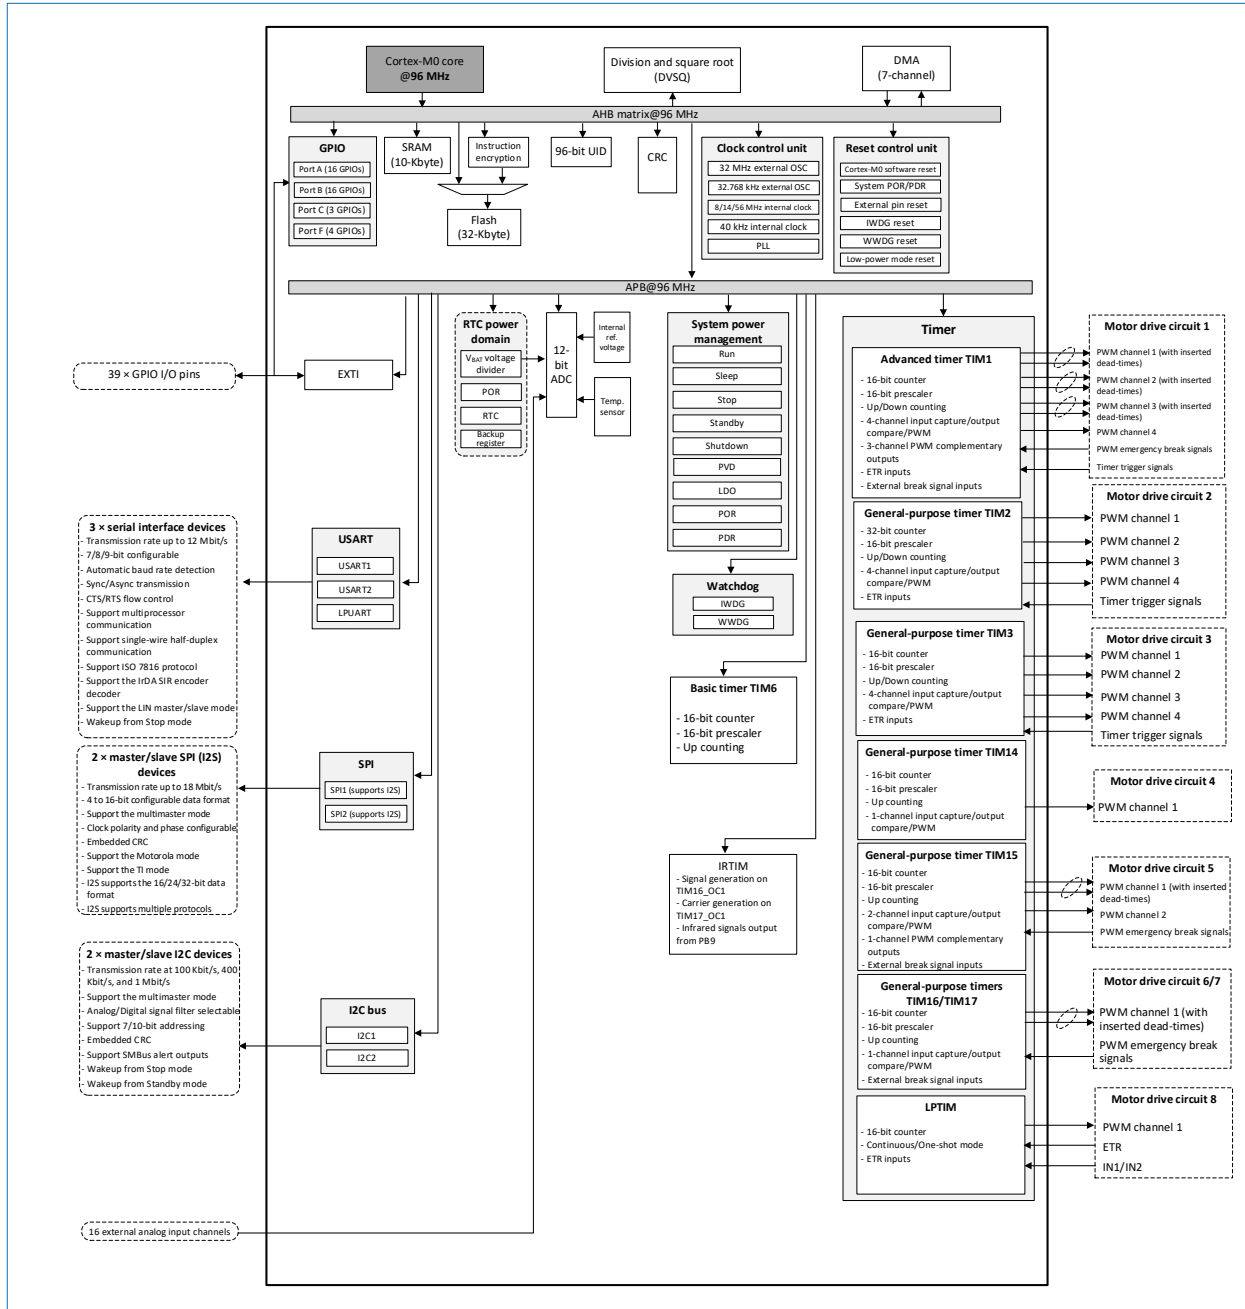 Cortex-M0 core
@96 MHz
Division and square root
(DVSQ)
DMA
(7-channel)
AHB matrix@96 MHz
GPIO
Port A (16 GPIOs)
Port B (16 GPIOs)
Port C (3 GPIOs)
Port F (4 GPIOs)
SRAM
(10-Kbyte)
Instruction
encryption
Flash
(32-Kbyte)
96-bit UID
CRC
Clock control unit
32 MHz external OSC
32.768 kHz external OSC
8/14/56 MHz internal clock
40 kHz internal clock
PLL
Reset control unit
Cortex-M0 software reset
System POR/PDR
External pin reset
IWDG reset
WWDG reset
Low-power mode reset
APB@96 MHz
39 × GPIO I/O pins
EXTI
RTC power
domain
VBAT voltage
divider
POR
RTC
Backup
register
12-
bit
ADC
Internal
ref.
voltage
Temp.
sensor
System power
management
Run
Sleep
Stop
Standby
Shutdown
PVD
LDO
POR
PDR
Watchdog
IWDG
WWDG
Basic timer TIM6
- 16-bit counter
- 16-bit prescaler
- Up counting
IRTIM
- Signal generation on
TIM16_OC1
- Carrier generation on
TIM17_OC1
- Infrared signals output
from PB9
3 × serial interface devices
- Transmission rate up to 12 Mbit/s
- 7/8/9-bit configurable
- Automatic baud rate detection
- Sync/Async transmission
- CTS/RTS flow control
- Support multiprocessor
communication
- Support single-wire half-duplex
communication
- Support ISO 7816 protocol
- Support the IrDA SIR encoder
decoder
- Support the LIN master/slave mode
- Wakeup from Stop mode
USART
USART1
USART2
LPUART
2 × master/slave SPI (I2S)
devices
- Transmission rate up to 18 Mbit/s
- 4 to 16-bit configurable data format
- Support the multimaster mode
- Clock polarity and phase configurable
- Embedded CRC
- Support the Motorola mode
- Support the TI mode
- I2S supports the 16/24/32-bit data
format
- I2S supports multiple protocols
SPI
SPI1 (supports I2S)
SPI2 (supports I2S)
2 × master/slave I2C devices
- Transmission rate at 100 Kbit/s, 400
Kbit/s, and 1 Mbit/s
- Support the multimaster mode
- Analog/Digital signal filter selectable
- Support 7/10-bit addressing
- Embedded CRC
- Support SMBus alert outputs
- Wakeup from Stop mode
- Wakeup from Standby mode
I2C bus
I2C1
I2C2
16 external analog input channels
Timer
Advanced timer TIM1
- 16-bit counter
- 16-bit prescaler
- Up/Down counting
- 4-channel input capture/output
compare/PWM
- 3-channel PWM complementary
outputs
- ETR inputs
- External break signal inputs
General-purpose timer TIM2
- 32-bit counter
- 16-bit prescaler
- Up/Down counting
- 4-channel input capture/output
compare/PWM
- ETR inputs
General-purpose timer TIM3
- 16-bit counter
- 16-bit prescaler
- Up/Down counting
- 4-channel input capture/output
compare/PWM
- ETR inputs
General-purpose timer TIM14
- 16-bit counter
- 16-bit prescaler
- Up counting
- 1-channel input capture/output
compare/PWM
General-purpose timer TIM15
- 16-bit counter
- 16-bit prescaler
- Up counting
- 2-channel input capture/output
compare/PWM
- 1-channel PWM complementary
outputs
- External break signal inputs
General-purpose timers
TIM16/TIM17
- 16-bit counter
- 16-bit prescaler
- Up counting
- 1-channel input capture/output
compare/PWM
- External break signal inputs
LPTIM
- 16-bit counter
- Continuous/One-shot mode
- ETR inputs
Motor drive circuit 1
PWM channel 1 (with inserted
dead-times)
PWM channel 2 (with inserted
dead-times)
PWM channel 3 (with inserted
dead-times)
PWM channel 4
PWM emergency break signals
Timer trigger signals
Motor drive circuit 2
PWM channel 1
PWM channel 2
PWM channel 3
PWM channel 4
Timer trigger signals
Motor drive circuit 3
PWM channel 1
PWM channel 2
PWM channel 3
PWM channel 4
Timer trigger signals
Motor drive circuit 4
PWM channel 1
Motor drive circuit 5
PWM channel 1 (with inserted
dead-times)
PWM channel 2
PWM emergency break signals
Motor drive circuit 6/7
PWM channel 1 (with
inserted dead-times)
PWM emergency break
signals
Motor drive circuit 8
PWM channel 1
ETR
IN1/IN2